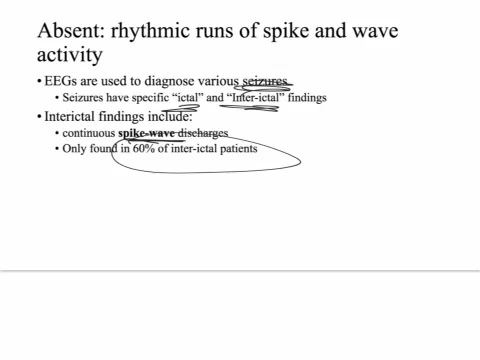 Absent: rhythmic runs of spike and wave
activity
• EEGs are used to diagnose various seizures
• Seizures have specific “ictal” and “Inter-ictal” findings
• Interictal findings include:
• continuous spike-wave discharges
• Only found in 60% of inter-ictal patients